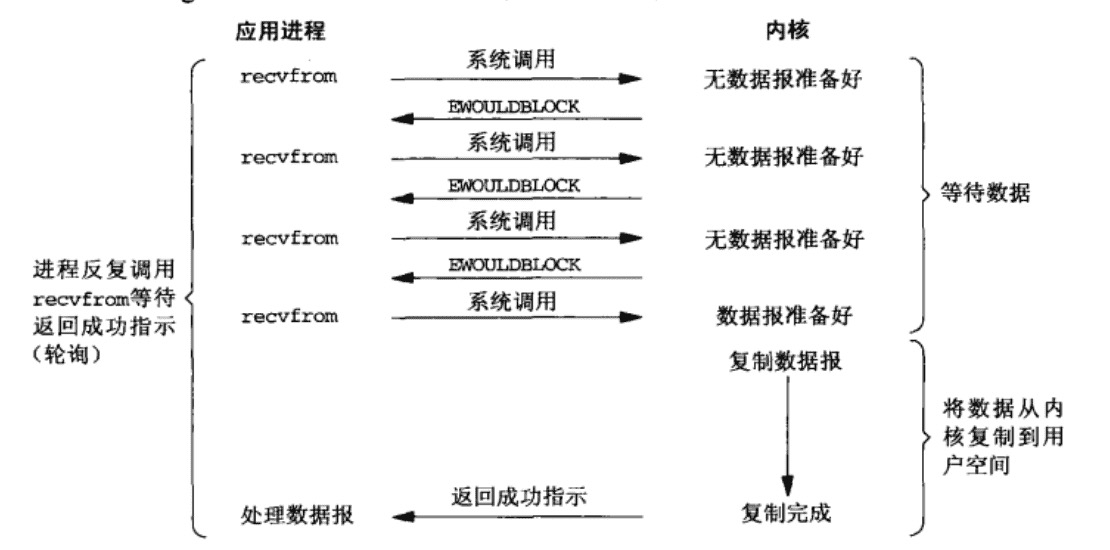 应用进程
内核
recvfrom
系统调用
无数据报准备好
EWOULDBLOCK
recvfrom
系统调用
无数据报准备好
EWOULDBLOCK
recvfrom
系统调用
无数据报准备好
EWOULDBLOCK
recvfrom
系统调用
数据报准备好
等待数据
进程反复调用
recvfrom等待
返回成功指示
(轮询)
复制数据报
将数据从内
核复制到用
户空间
处理数据报
返回成功指示
复制完成